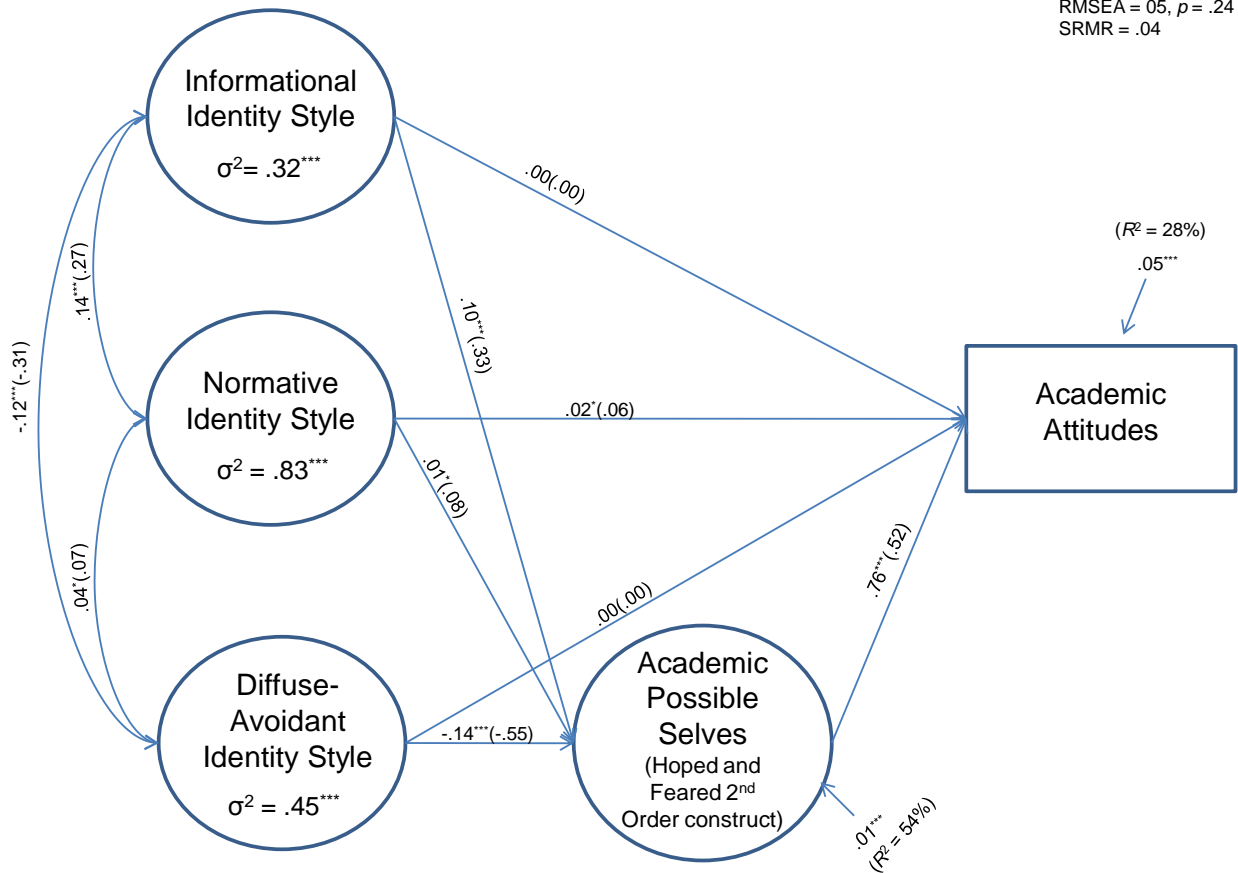 RMSEA = 05, p = .24
SRMR = .04
Informational
Identity Style
σ²= .32***
.00(.00)
(R² = 28%)
.05***
-.12***(-.31)
.14***(.27)
.10***(.33)
Normative
Identity Style
σ² = .83***
.02*(.06)
Academic
Attitudes
.01*(.08)
.04*(.07)
.00(.00)
.76***(.52)
Diffuse-
Avoidant
Identity Style
σ² = .45***
-.14***(-.55)
Academic
Possible
Selves
(Hoped and
Feared 2nd
Order construct)
.01***
(R² = 54%)